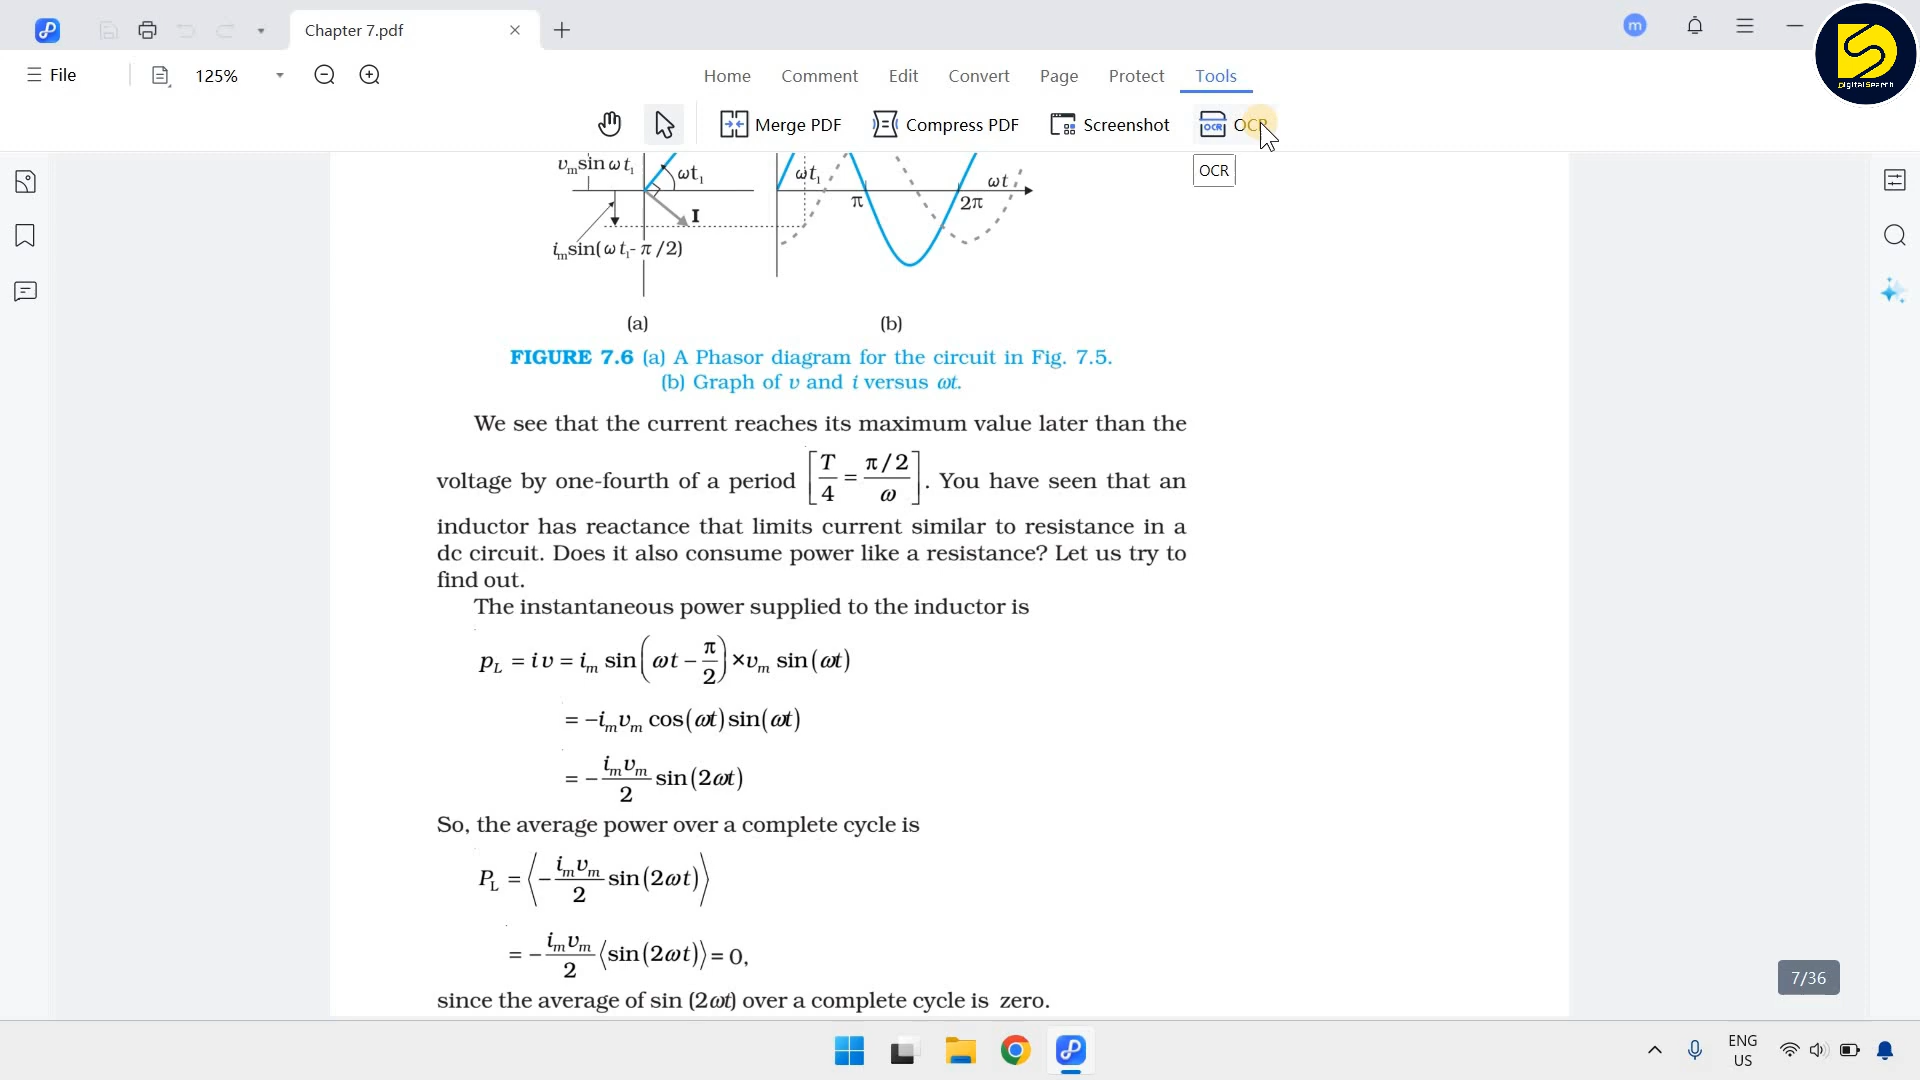 Chapter 7.pdf
m
File
125%
Home Comment Edit Convert Page Protect Tools
DigitalSearch
Merge PDF Compress PDF Screenshot OCR
OCR
vₘsin ωt₁ ωt₁ ωt₁ ωt
π 2π
I
iₘsin(ωt₁-π/2)
(a) (b)
FIGURE 7.6 (a) A Phasor diagram for the circuit in Fig. 7.5.
(b) Graph of v and i versus ωt.
We see that the current reaches its maximum value later than the
voltage by one-fourth of a period [T/4 = (π/2)/ω]. You have seen that an
inductor has reactance that limits current similar to resistance in a
dc circuit. Does it also consume power like a resistance? Let us try to
find out.
The instantaneous power supplied to the inductor is
p_L = i v = iₘ sin(ωt − π/2) ×vₘ sin(ωt)
= −iₘvₘ cos(ωt) sin(ωt)
= − iₘvₘ/2 sin(2ωt)
So, the average power over a complete cycle is
P_L = ⟨− iₘvₘ/2 sin(2ωt)⟩
= − iₘvₘ/2 ⟨sin(2ωt)⟩ = 0,
since the average of sin (2ωt) over a complete cycle is zero.
7/36
ENG
US